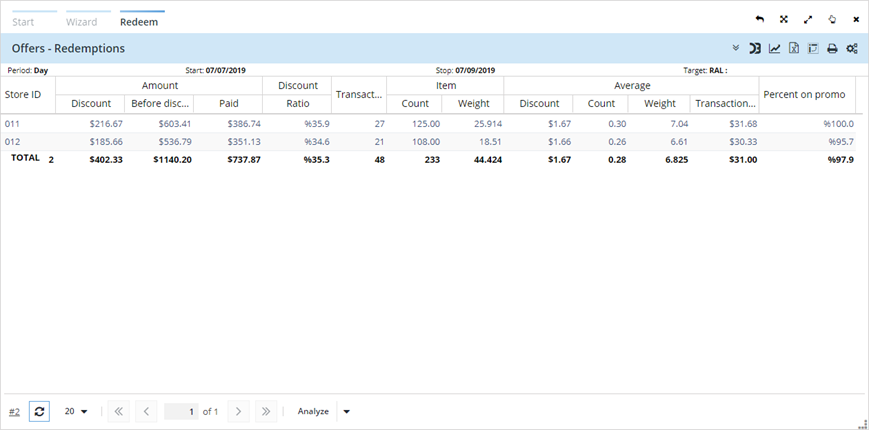 Start Wizard Redeem
Offers - Redemptions
Period: Day Start: 07/07/2019 Stop: 07/09/2019 Target: RAL :
Store ID Amount Discount Transact... Item Average Percent on promo
Discount Before disc... Paid Ratio Count Weight Discount Count Weight Transaction...
011 $216.67 $603.41 $386.74 %35.9 27 125.00 25.914 $1.67 0.30 7.04 $31.68 %100.0
012 $185.66 $536.79 $351.13 %34.6 21 108.00 18.51 $1.66 0.26 6.61 $30.33 %95.7
TOTAL 2 $402.33 $1140.20 $737.87 %35.3 48 233 44.424 $1.67 0.28 6.825 $31.00 %97.9
#2 20 1 of 1 Analyze